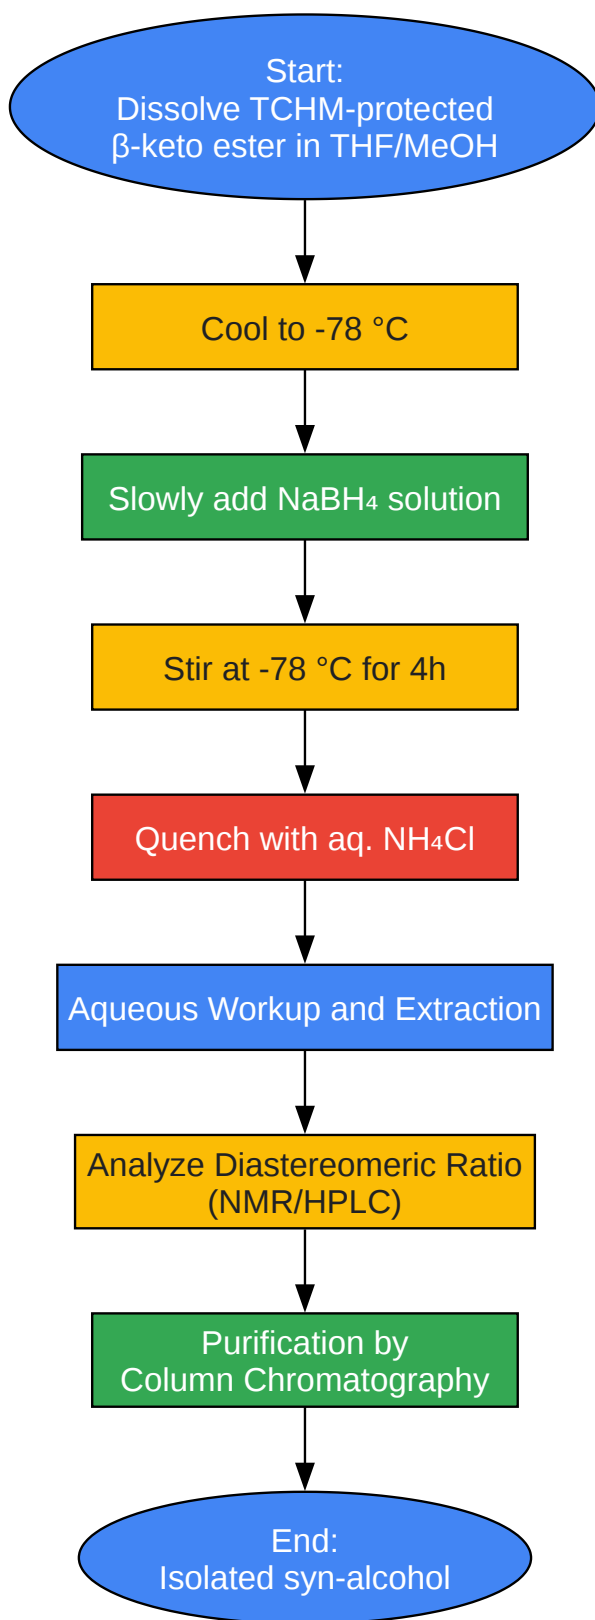 Start:
Dissolve TCHM-protected
β-keto ester in THF/MeOH
Cool to -78 °C
Slowly add NaBH₄ solution
Stir at -78 °C for 4h
Quench with aq. NH₄Cl
Aqueous Workup and Extraction
Analyze Diastereomeric Ratio
(NMR/HPLC)
Purification by
Column Chromatography
End:
Isolated syn-alcohol